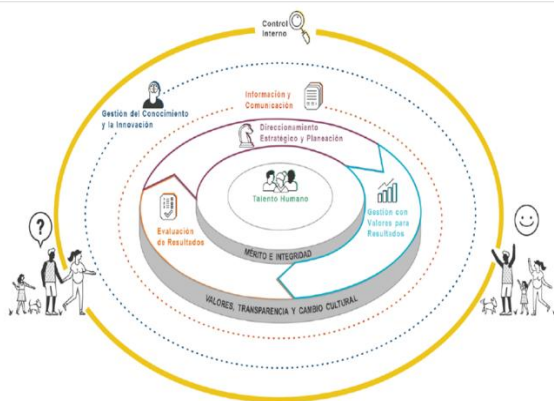 Control
Interno
Información y
Comunicación
Gestión del Conocimiento
y la Innovación
Direccionamiento
Estratégico y Planeación
Talento Humano
Gestión con
Valores para
Resultados
Evaluación
de Resultados
MÉRITO E INTEGRIDAD
VALORES, TRANSPARENCIA Y CAMBIO CULTURAL
?